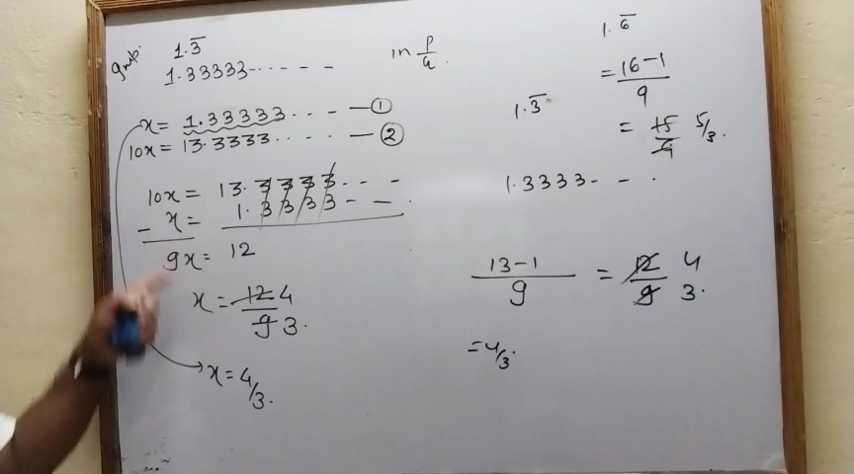 1.3̅ in p/q.
1.33333-----
x = 1.33333... —①
10x = 13.3333.... —②
10x = 13.3333---
- x = 1.3333--.
9x = 12
x = 12/9 4/3.
x = 4/3.
1.6̅
= 16-1/9
= 15/9 5/3.
1.3̅
1.3333--.
13-1/9 = 12/9 4/3.
= 4/3.